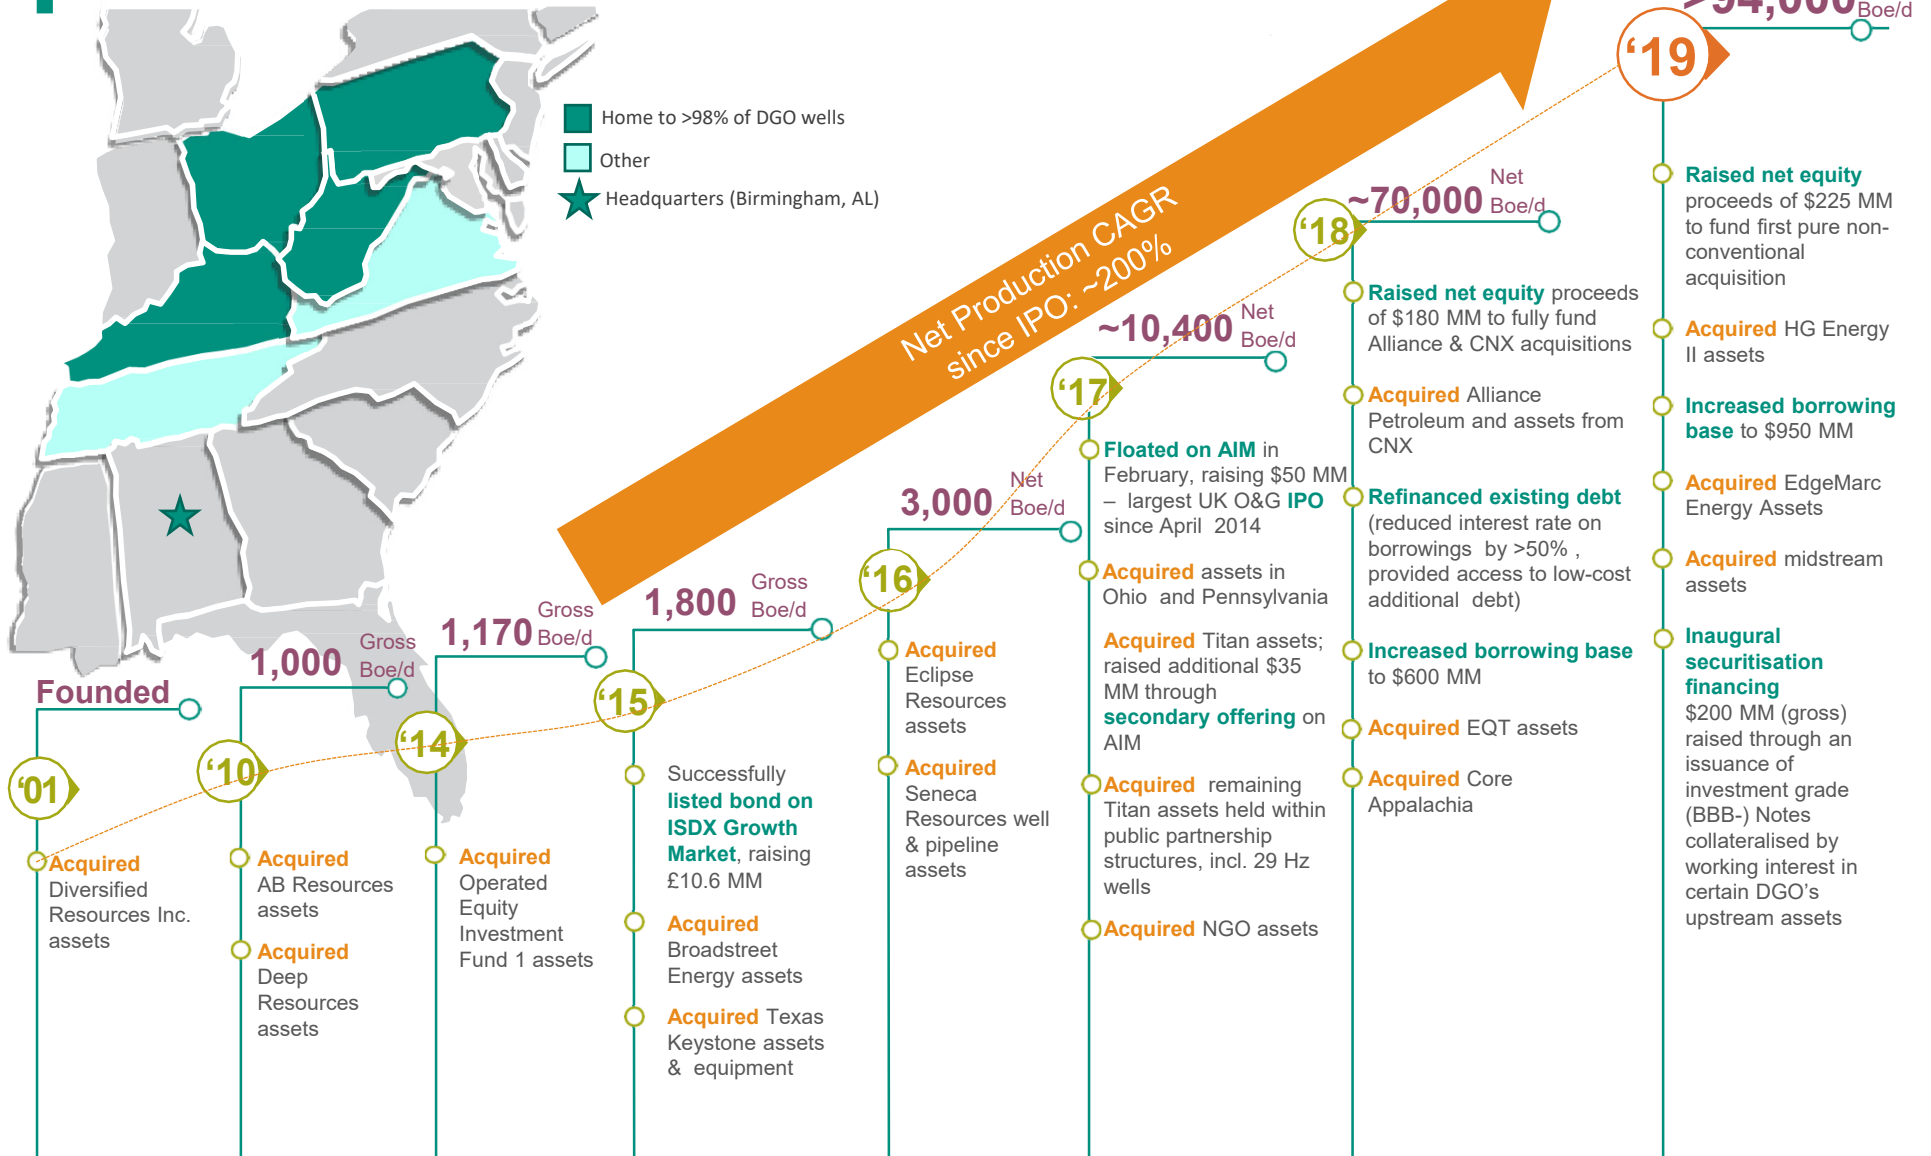 Home to >98% of DGO wells
Other
Headquarters (Birmingham, AL)
Net Production CAGR
since IPO: ~200%
Founded
'01
Acquired
Diversified
Resources Inc.
assets
1,000 Gross
Boe/d
'10
Acquired
AB Resources
assets
Acquired
Deep
Resources
assets
1,170 Gross
Boe/d
'14
Acquired
Operated
Equity
Investment
Fund 1 assets
1,800 Gross
Boe/d
'15
Successfully
listed bond on
ISDX Growth
Market, raising
£10.6 MM
Acquired
Broadstreet
Energy assets
Acquired Texas
Keystone assets
& equipment
3,000 Net
Boe/d
'16
Acquired
Eclipse
Resources
assets
Acquired
Seneca
Resources well
& pipeline
assets
~10,400 Net
Boe/d
'17
Floated on AIM in
February, raising $50 MM
– largest UK O&G IPO
since April 2014
Acquired assets in
Ohio and Pennsylvania
Acquired Titan assets;
raised additional $35
MM through
secondary offering on
AIM
Acquired remaining
Titan assets held within
public partnership
structures, incl. 29 Hz
wells
Acquired NGO assets
~70,000 Net
Boe/d
'18
Raised net equity proceeds
of $180 MM to fully fund
Alliance & CNX acquisitions
Acquired Alliance
Petroleum and assets from
CNX
Refinanced existing debt
(reduced interest rate on
borrowings by >50% ,
provided access to low-cost
additional debt)
Increased borrowing base
to $600 MM
Acquired EQT assets
Acquired Core
Appalachia
>94,000 Boe/d
'19
Raised net equity
proceeds of $225 MM
to fund first pure non-
conventional
acquisition
Acquired HG Energy
II assets
Increased borrowing
base to $950 MM
Acquired EdgeMarc
Energy Assets
Acquired midstream
assets
Inaugural
securitisation
financing
$200 MM (gross)
raised through an
issuance of
investment grade
(BBB-) Notes
collateralised by
working interest in
certain DGO's
upstream assets